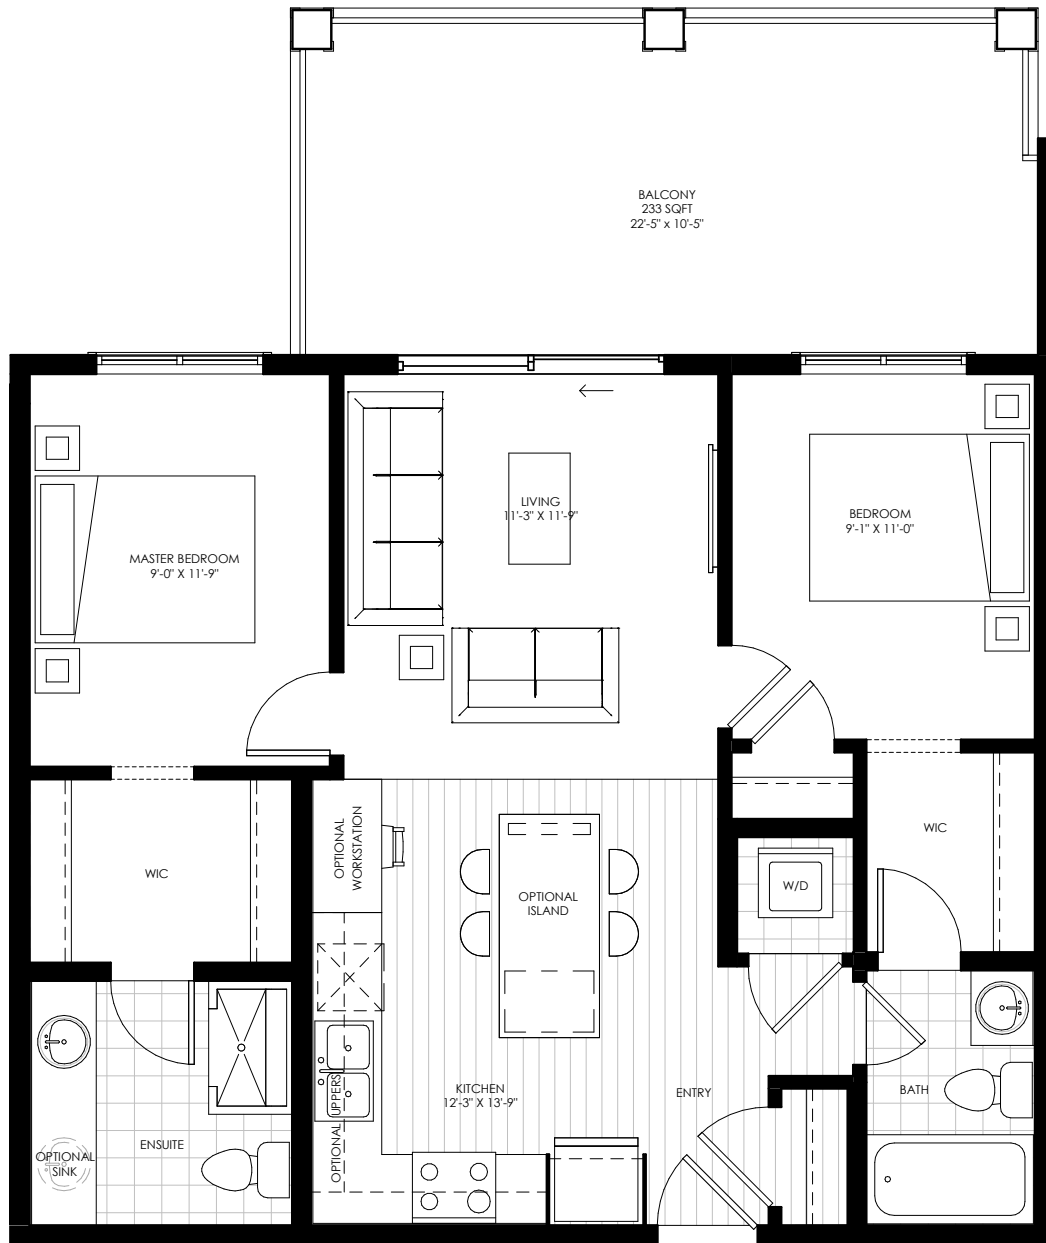 BALCONY
233 SQFT
22'-5" x 10'-5"
LIVING
11'-3" X 11'-9"
BEDROOM
9'-1" X 11'-0"
MASTER BEDROOM
9'-0" X 11'-9"
OPTIONAL
WORKSTATION
WIC
OPTIONAL
ISLAND
W/D
WIC
OPTIONAL UPPERS
KITCHEN
12'-3" X 13'-9"
ENTRY
BATH
ENSUITE
OPTIONAL
SINK